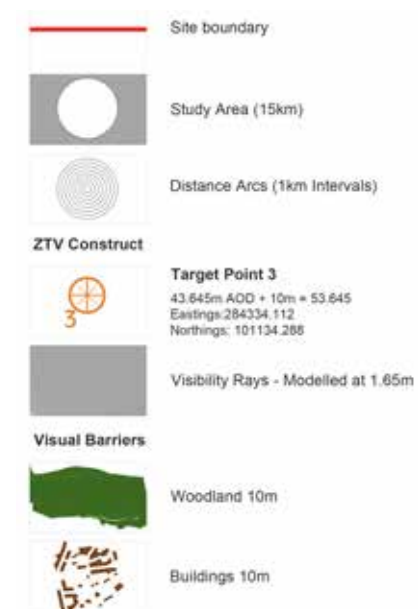 Site boundary
Study Area (15km)
Distance Arcs (1km Intervals)
ZTV Construct
Target Point 3
43.645m AOD + 10m = 53.645
Eastings:284334.112
Northings: 101134.288
3
Visibility Rays - Modelled at 1.65m
Visual Barriers
Woodland 10m
Buildings 10m